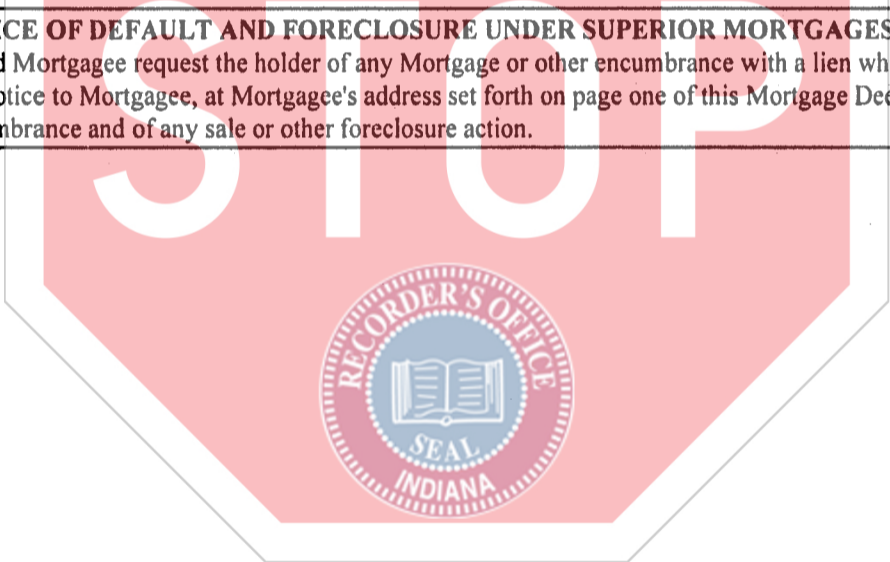 CE OF DEFAULT AND FORECLOSURE UNDER SUPERIOR MORTGAGES
d Mortgagee request the holder of any Mortgage or other encumbrance with a lien wh
otice to Mortgagee, at Mortgagee's address set forth on page one of this Mortgage Dee
nbrance and of any sale or other foreclosure action.
STOP
RECORDER'S OFFICE
SEAL
INDIANA